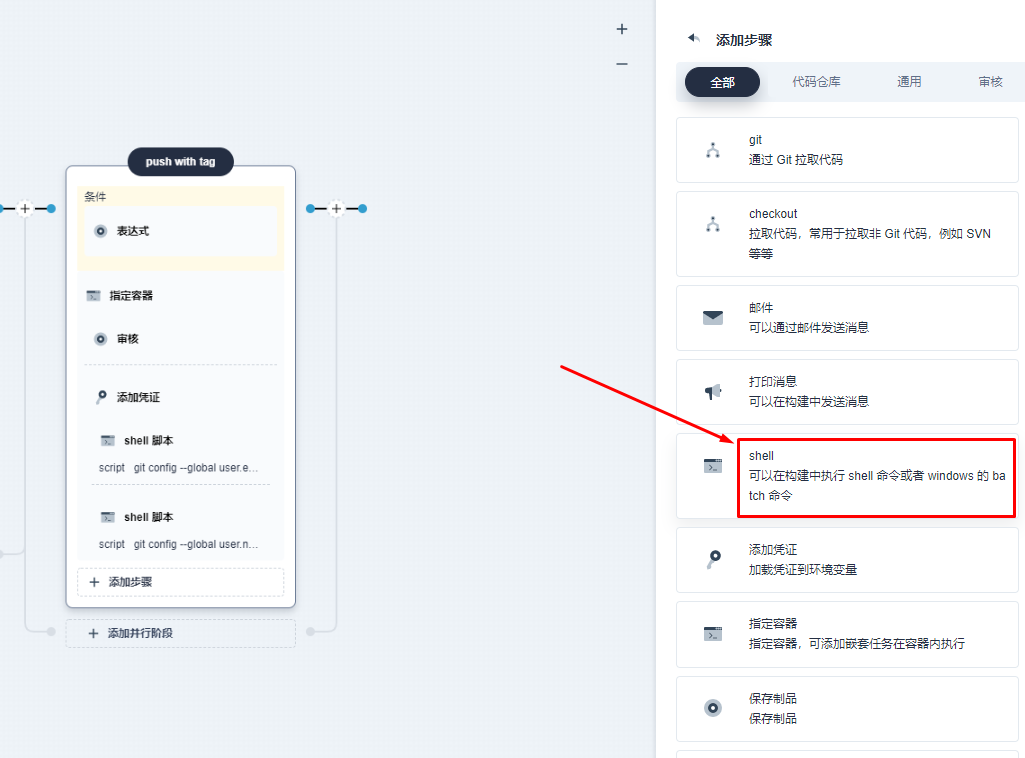 push with tag
条件
表达式
指定容器
审核
添加凭证
shell 脚本
script git config --global user.e...
shell 脚本
script git config --global user.n...
添加步骤
添加并行阶段
添加步骤
全部 代码仓库 通用 审核
git
通过 Git 拉取代码
checkout
拉取代码，常用于拉取非 Git 代码，例如 SVN
等等
邮件
可以通过邮件发送消息
打印消息
可以在构建中发送消息
shell
可以在构建中执行 shell 命令或者 windows 的 ba
tch 命令
添加凭证
加载凭证到环境变量
指定容器
指定容器，可添加嵌套任务在容器内执行
保存制品
保存制品